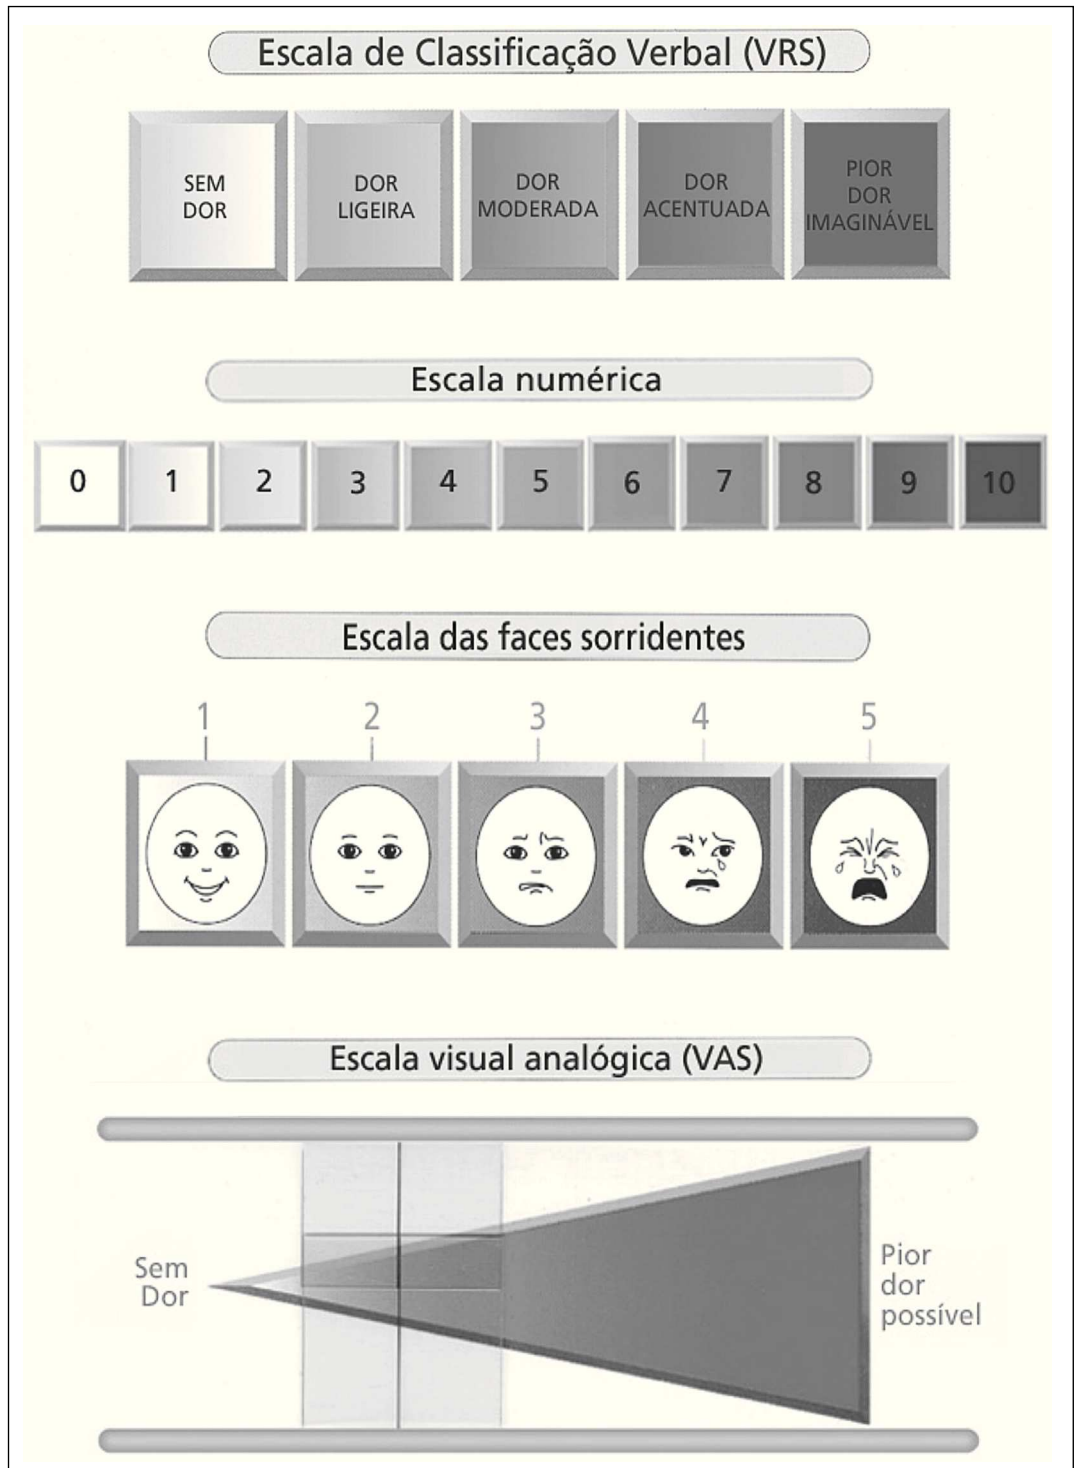 Escala de Classificação Verbal (VRS)
SEM
DOR
DOR
LIGEIRA
DOR
MODERADA
DOR
ACENTUADA
PIOR
DOR
IMAGINÁVEL
Escala numérica
0 1 2 3 4 5 6 7 8 9 10
Escala das faces sorridentes
1 2 3 4 5
Escala visual analógica (VAS)
Sem
Dor
Pior
dor
possível